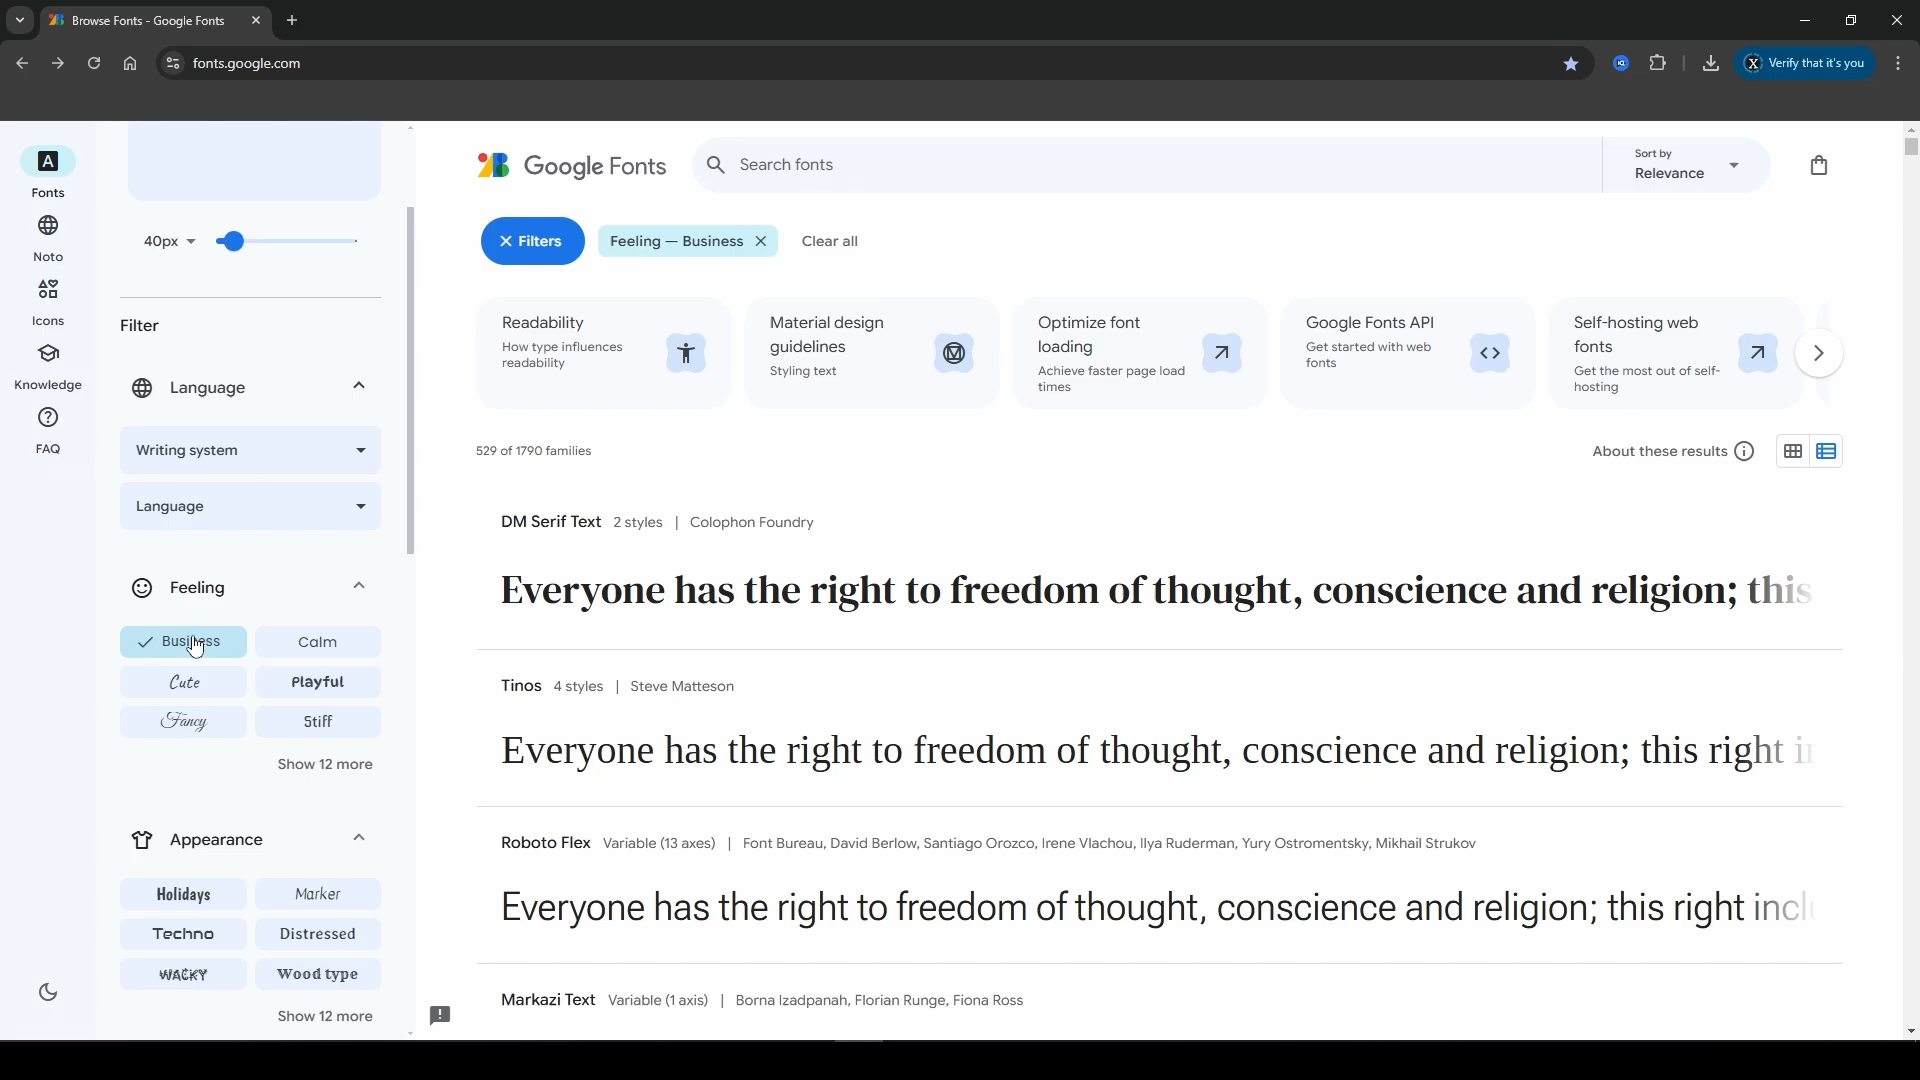 Browse Fonts - Google Fonts
fonts.google.com
Verify that it's you
Fonts
Noto
Icons
Knowledge
FAQ
40px
Filter
Language
Writing system
Language
Feeling
Business
Calm
Cute
Playful
Fancy
Stiff
Show 12 more
Appearance
Holidays
Marker
Techno
Distressed
WACKY
Wood type
Show 12 more
Google Fonts
Search fonts
Sort by
Relevance
Filters
Feeling — Business
Clear all
Readability
How type influences
readability
Material design
guidelines
Styling text
Optimize font
loading
Achieve faster page load
times
Google Fonts API
Get started with web
fonts
Self-hosting web
fonts
Get the most out of self-
hosting
529 of 1790 families
About these results
DM Serif Text 2 styles | Colophon Foundry
Everyone has the right to freedom of thought, conscience and religion; this
Tinos 4 styles | Steve Matteson
Everyone has the right to freedom of thought, conscience and religion; this right in
Roboto Flex Variable (13 axes) | Font Bureau, David Berlow, Santiago Orozco, Irene Vlachou, Ilya Ruderman, Yury Ostromentsky, Mikhail Strukov
Everyone has the right to freedom of thought, conscience and religion; this right incl
Markazi Text Variable (1 axis) | Borna Izadpanah, Florian Runge, Fiona Ross